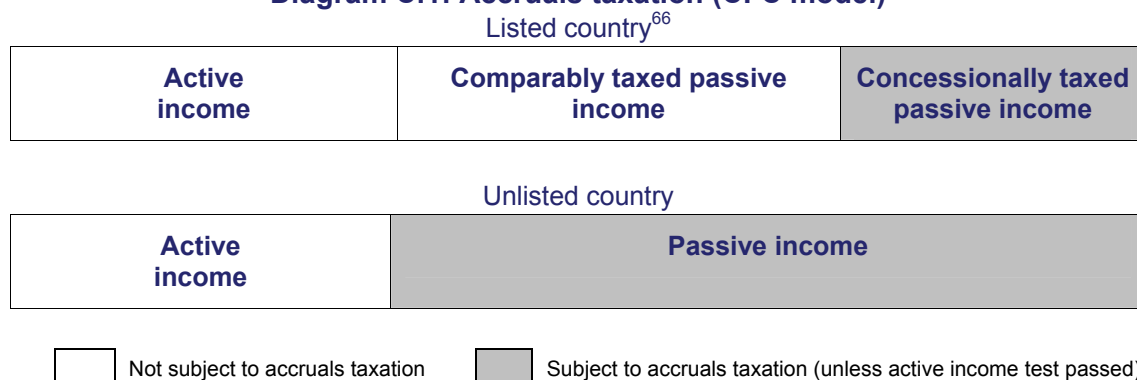 Listed country66
Active Comparably taxed passive Concessionally taxed
income income passive income
Unlisted country
Active Passive income
income
Not subject to accruals taxation Subject to accruals taxation (unless active income test passed)